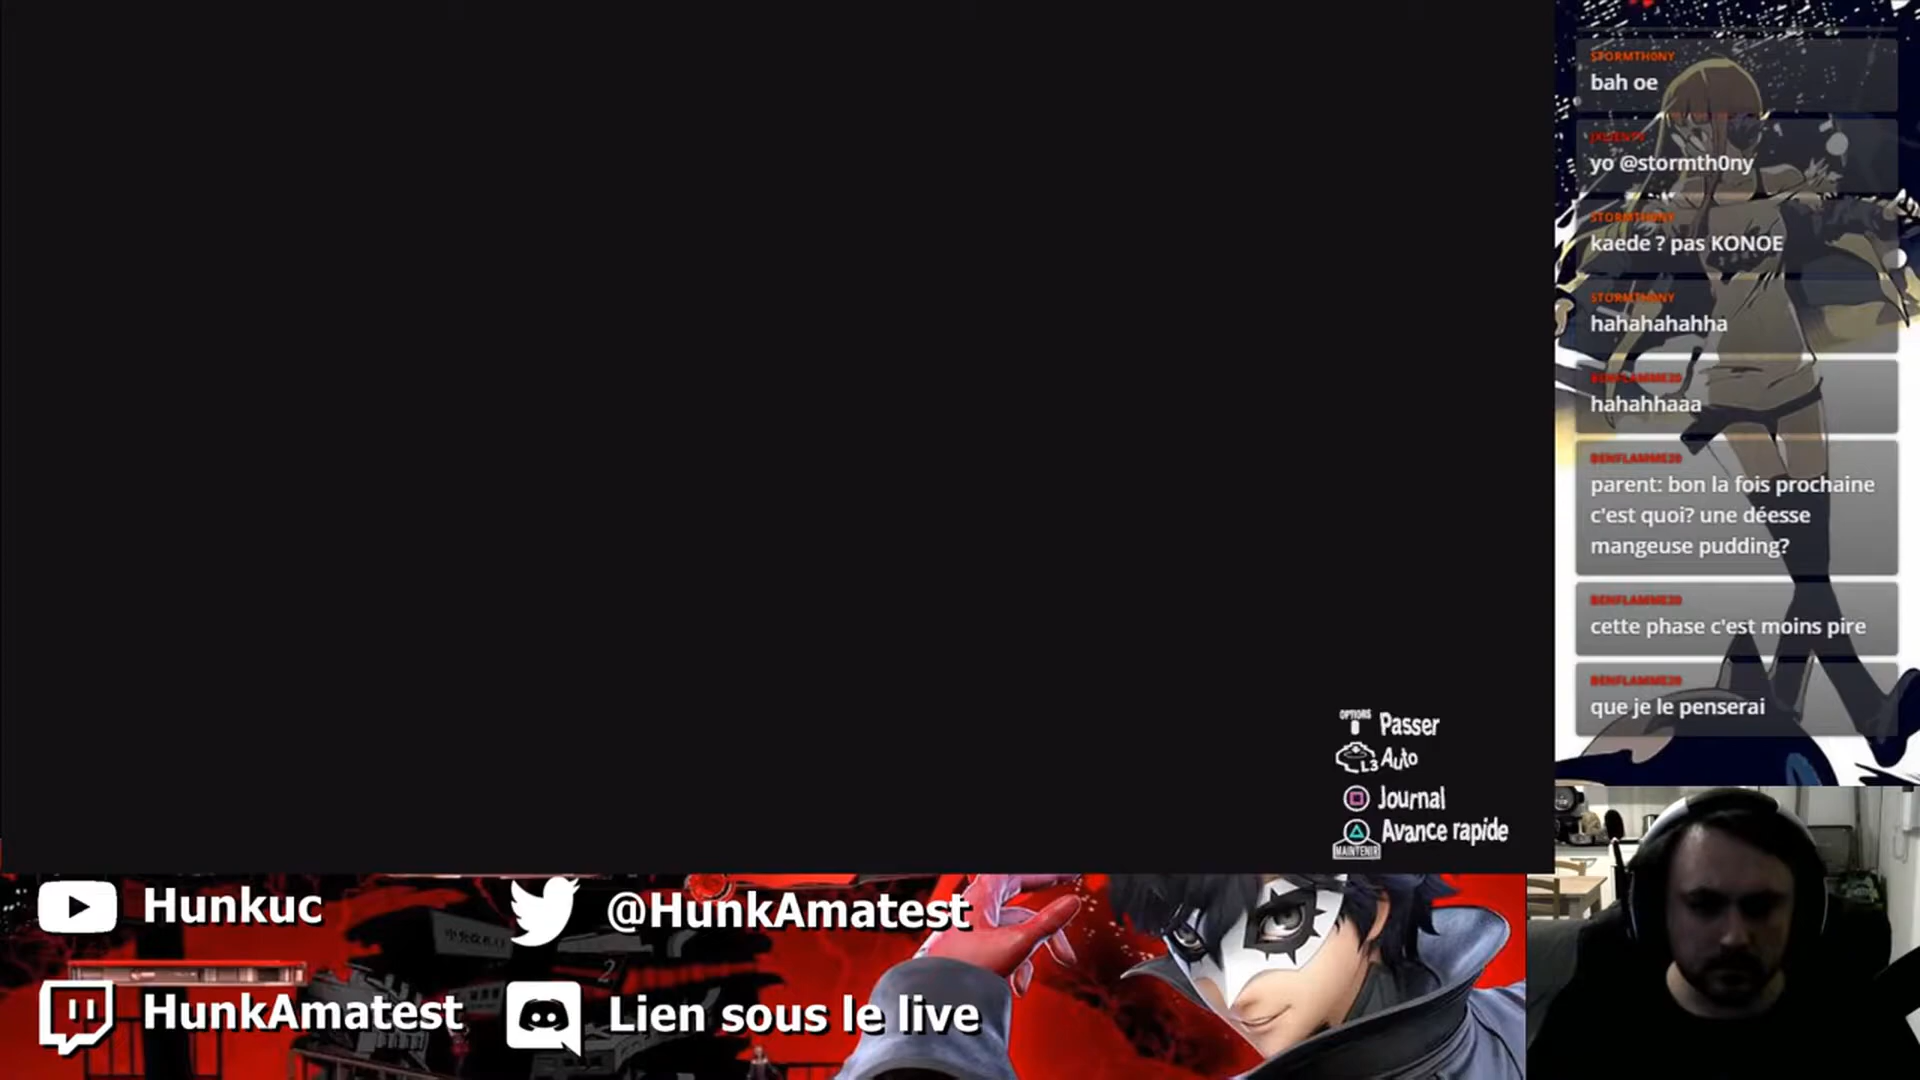 STORMTH0NY
bah oe
yo @stormth0ny
STORMTH0NY
kaede ? pas KONOE
STORMTH0NY
hahahahahha
BENFLAMME20
hahahhaaa
BENFLAMME20
parent: bon la fois prochaine
c'est quoi? une déesse
mangeuse pudding?
BENFLAMME20
cette phase c'est moins pire
BENFLAMME20
que je le penserai
OPTIONS
Passer
L3 Auto
Journal
Avance rapide
MAINTENIR
Hunkuc
@HunkAmatest
HunkAmatest
Lien sous le live